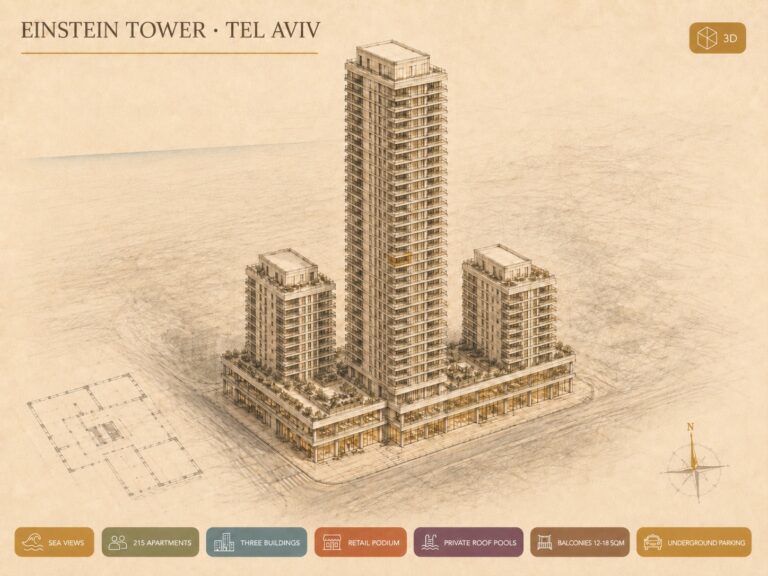 EINSTEIN TOWER · TEL AVIV
3D
N
SEA VIEWS
215 APARTMENTS
THREE BUILDINGS
RETAIL PODIUM
PRIVATE ROOF POOLS
BALCONIES 12-18 SQM
UNDERGROUND PARKING